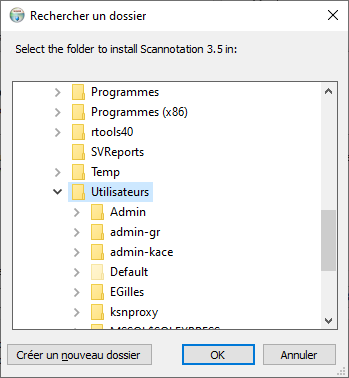 Rechercher un dossier
Select the folder to install Scannotation 3.5 in:
Programmes
Programmes (x86)
rtools40
SVReports
Temp
Utilisateurs
Admin
admin-gr
admin-kace
Default
EGilles
ksnproxy
Créer un nouveau dossier
OK
Annuler